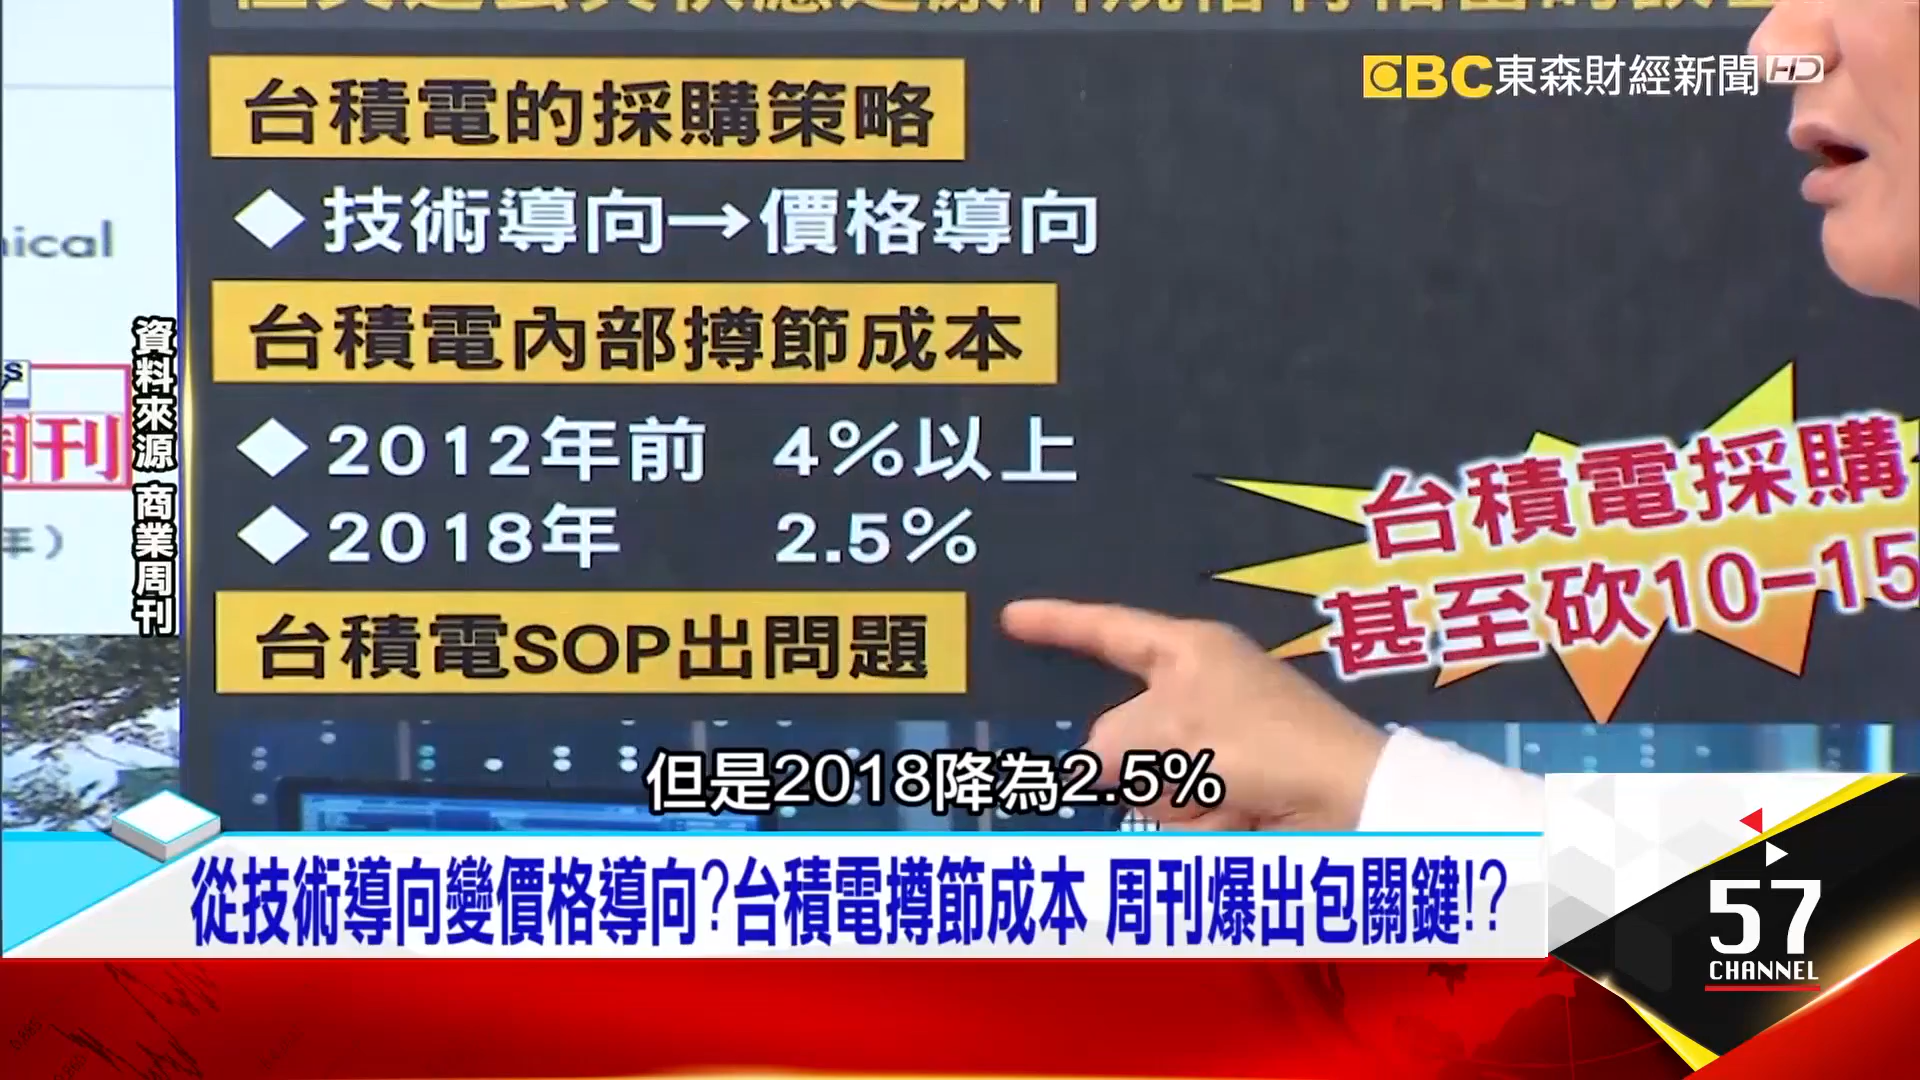 EBC東森財經新聞HD
台積電的採購策略
◆技術導向→價格導向
台積電內部撙節成本
◆2012年前 4%以上
◆2018年 2.5%
台積電SOP出問題
台積電採購
甚至砍10-15
nical
周刊
年)
資料來源 商業周刊
但是2018降為2.5%
從技術導向變價格導向?台積電撙節成本 周刊爆出包關鍵!?
57
CHANNEL